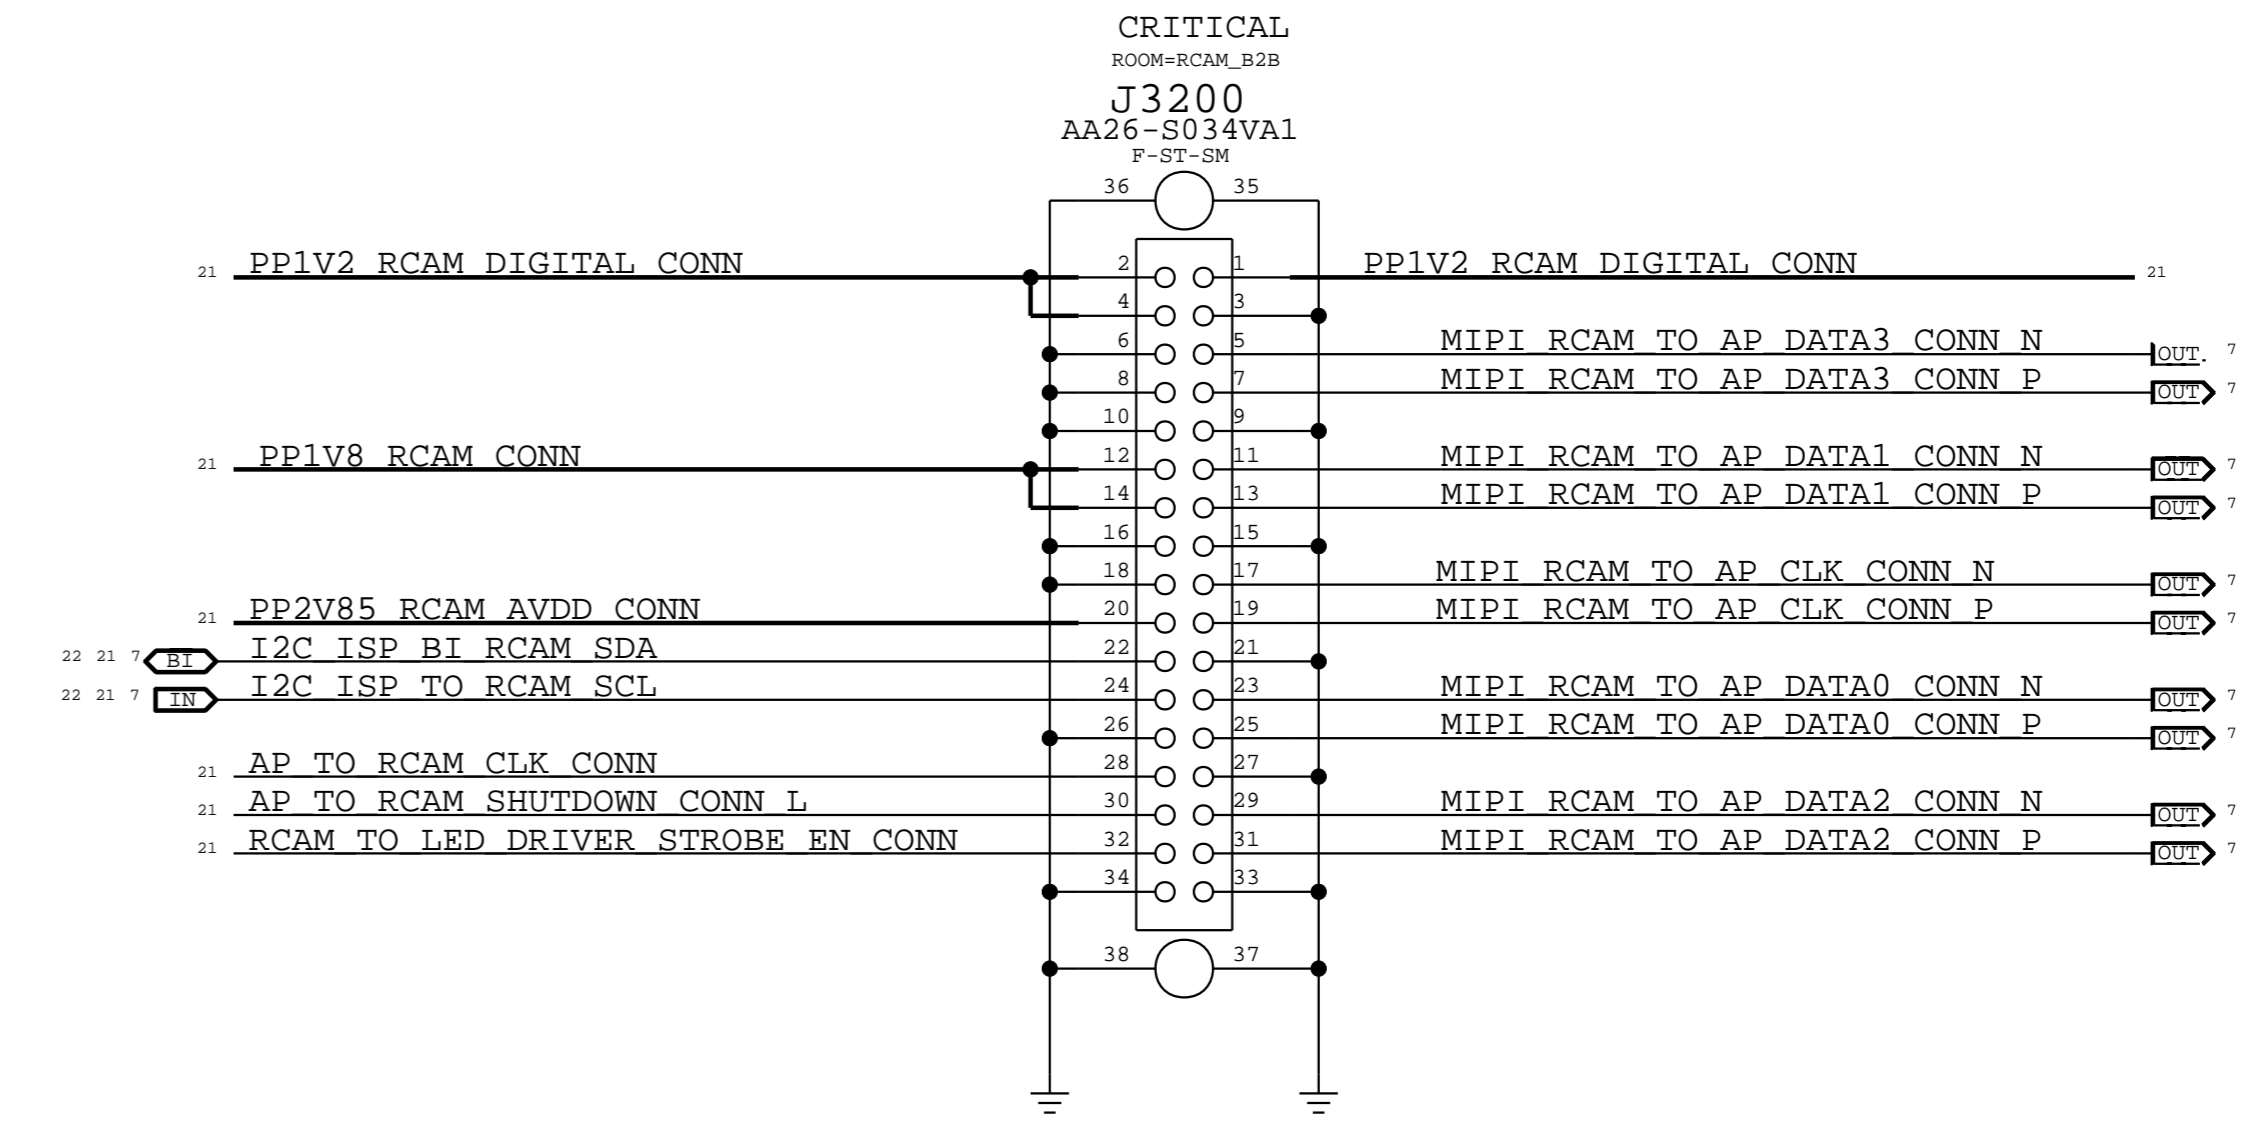 CRITICAL
ROOM=RCAM_B2B
J3200
AA26-S034VA1
F-ST-SM
36 35
21 PP1V2_RCAM_DIGITAL_CONN 2 1 PP1V2_RCAM_DIGITAL_CONN 21
4 3
6 5 MIPI_RCAM_TO_AP_DATA3_CONN_N OUT 7
8 7 MIPI_RCAM_TO_AP_DATA3_CONN_P OUT 7
10 9
21 PP1V8_RCAM_CONN 12 11 MIPI_RCAM_TO_AP_DATA1_CONN_N OUT 7
14 13 MIPI_RCAM_TO_AP_DATA1_CONN_P OUT 7
16 15
18 17 MIPI_RCAM_TO_AP_CLK_CONN_N OUT 7
21 PP2V85_RCAM_AVDD_CONN 20 19 MIPI_RCAM_TO_AP_CLK_CONN_P OUT 7
22 21 7 BI I2C_ISP_BI_RCAM_SDA 22 21
22 21 7 IN I2C_ISP_TO_RCAM_SCL 24 23 MIPI_RCAM_TO_AP_DATA0_CONN_N OUT 7
26 25 MIPI_RCAM_TO_AP_DATA0_CONN_P OUT 7
21 AP_TO_RCAM_CLK_CONN 28 27
21 AP_TO_RCAM_SHUTDOWN_CONN_L 30 29 MIPI_RCAM_TO_AP_DATA2_CONN_N OUT 7
21 RCAM_TO_LED_DRIVER_STROBE_EN_CONN 32 31 MIPI_RCAM_TO_AP_DATA2_CONN_P OUT 7
34 33
38 37